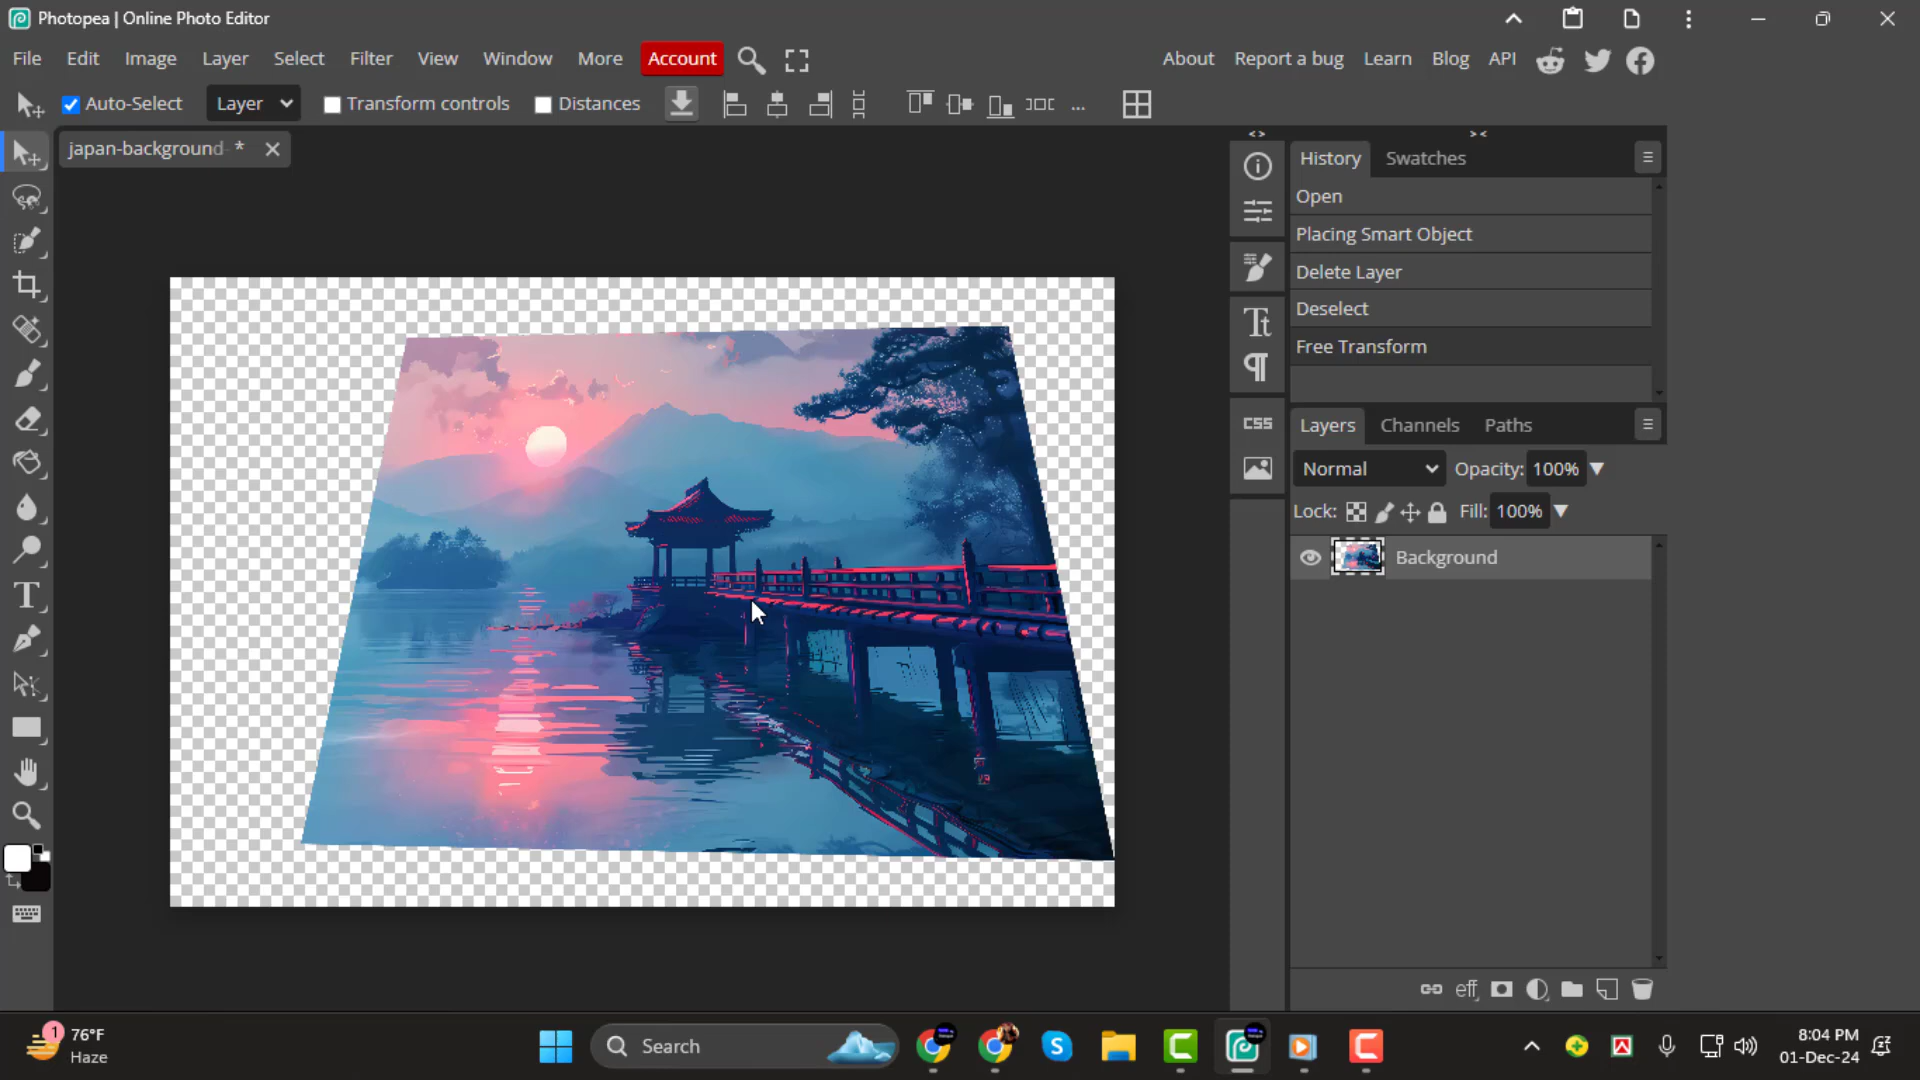 Photopea | Online Photo Editor
File Edit Image Layer Select Filter View Window More Account
About Report a bug Learn Blog API
Auto-Select Layer Transform controls Distances ...
japan-background- *
History Swatches
Open
Placing Smart Object
Delete Layer
Deselect
Free Transform
CSS
Layers Channels Paths
Normal Opacity: 100%
Lock: Fill: 100%
Background
eff
1
76°F
Haze
Search
8:04 PM
01-Dec-24